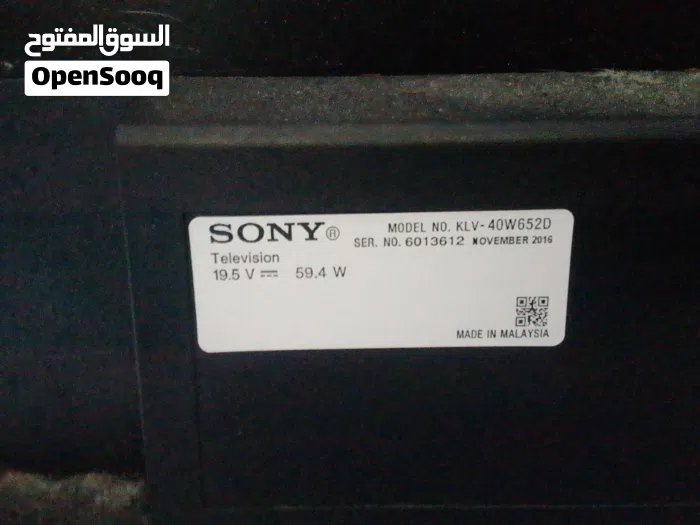 السوق المفتوح
OpenSooq
SONY®
MODEL NO. KLV-40W652D
SER. NO. 6013612 NOVEMBER 2016
Television
19.5 V ⎓ 59.4 W
MADE IN MALAYSIA